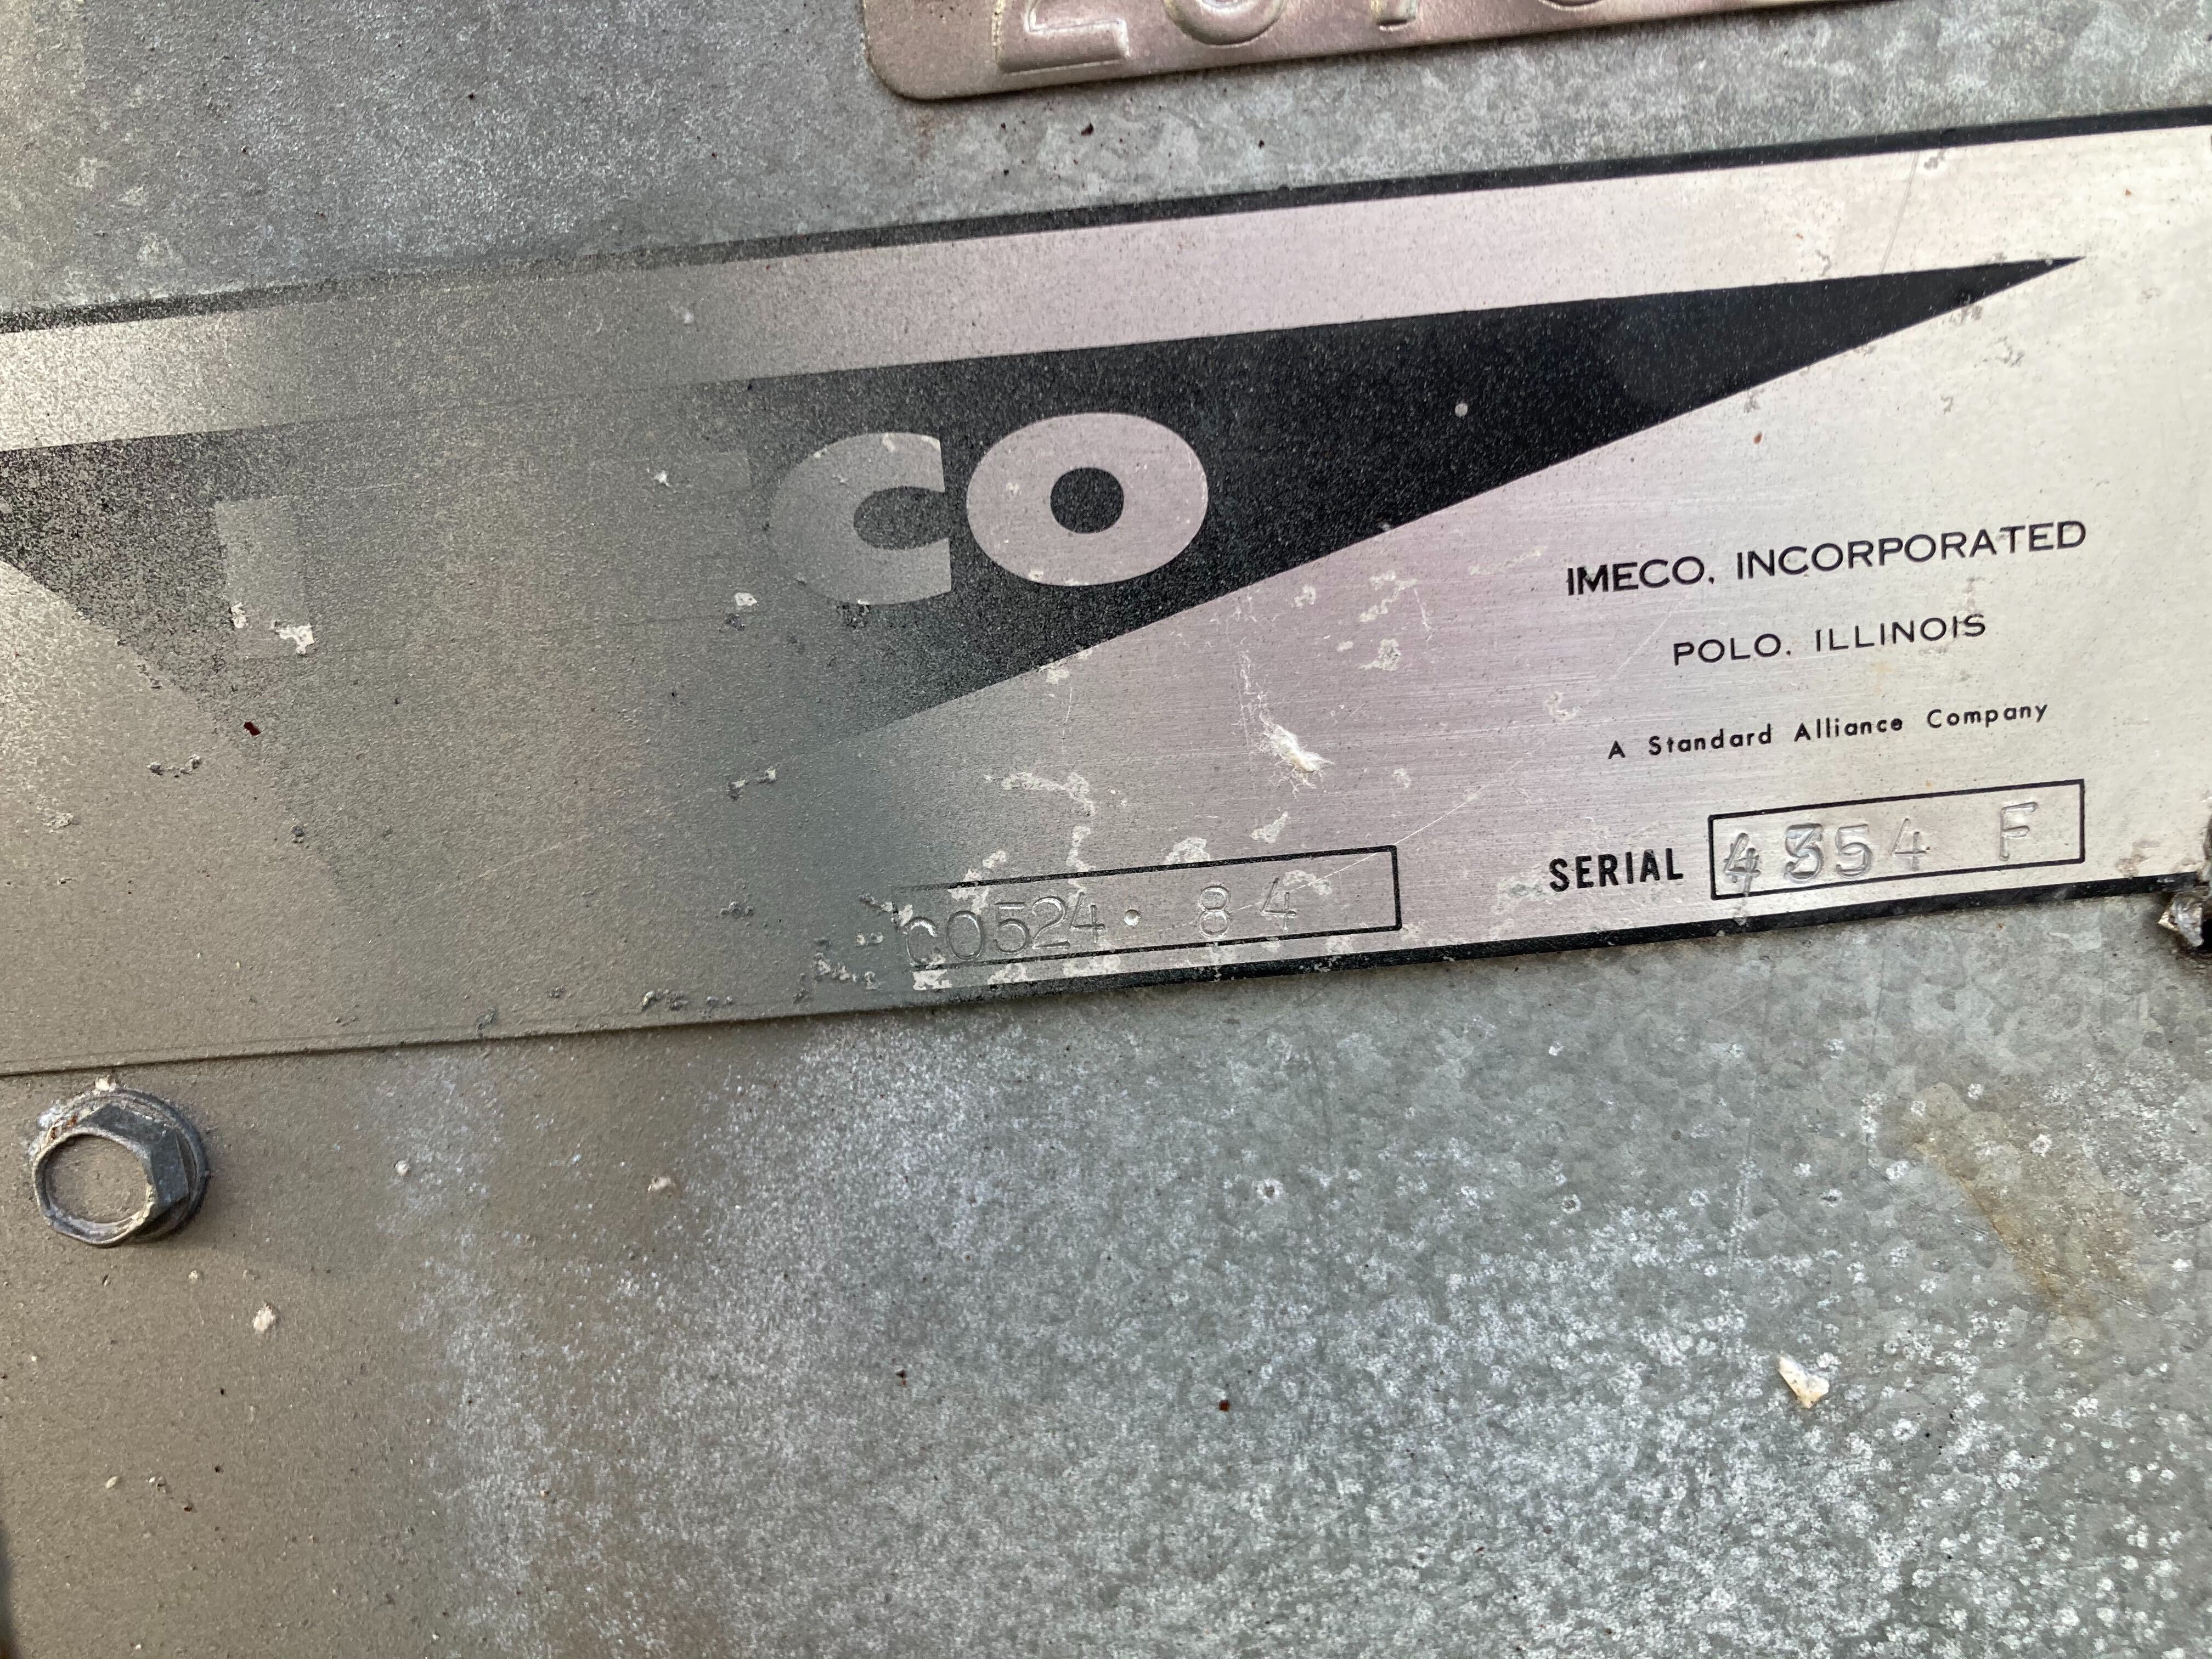 CO
IMECO, INCORPORATED
POLO, ILLINOIS
A Standard Alliance Company
C0524. 84
SERIAL 4354 F